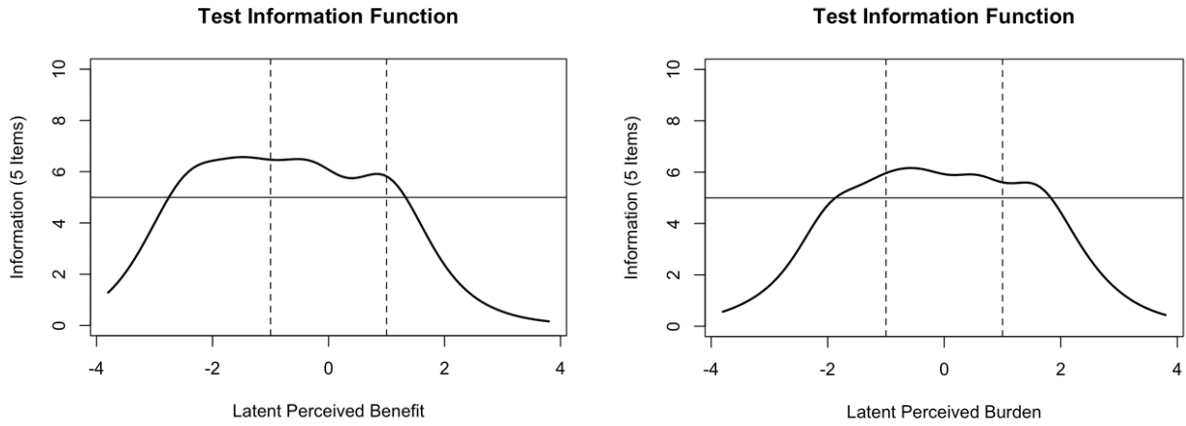 Test Information Function
Information (5 Items)
10
8
6
4
2
0
-4 -2 0 2 4
Latent Perceived Benefit
Test Information Function
Information (5 Items)
10
8
6
4
2
0
-4 -2 0 2 4
Latent Perceived Burden